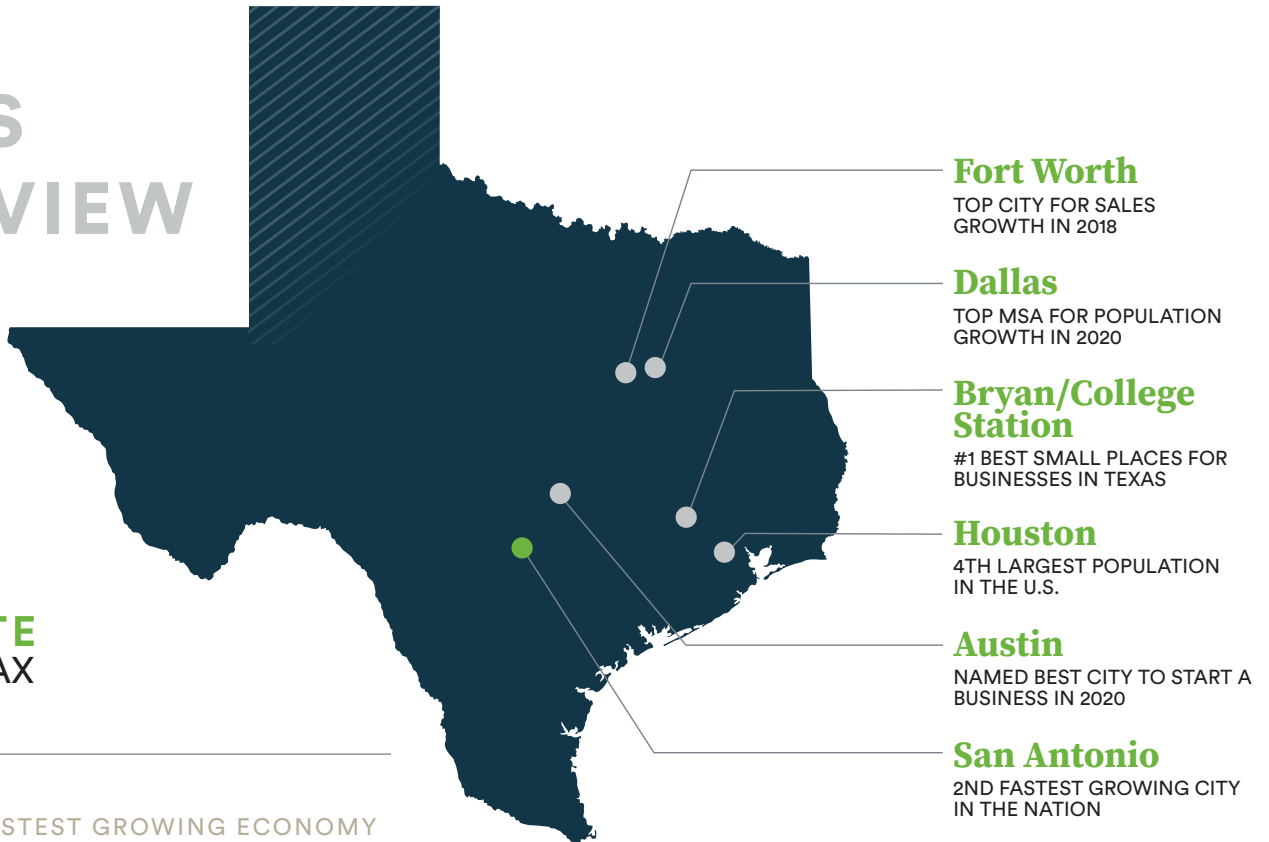 S
VIEW
Fort Worth
TOP CITY FOR SALES
GROWTH IN 2018
Dallas
TOP MSA FOR POPULATION
GROWTH IN 2020
Bryan/College
Station
#1 BEST SMALL PLACES FOR
BUSINESSES IN TEXAS
Houston
4TH LARGEST POPULATION
IN THE U.S.
Austin
NAMED BEST CITY TO START A
BUSINESS IN 2020
San Antonio
2ND FASTEST GROWING CITY
IN THE NATION
TE
AX
STEST GROWING ECONOMY